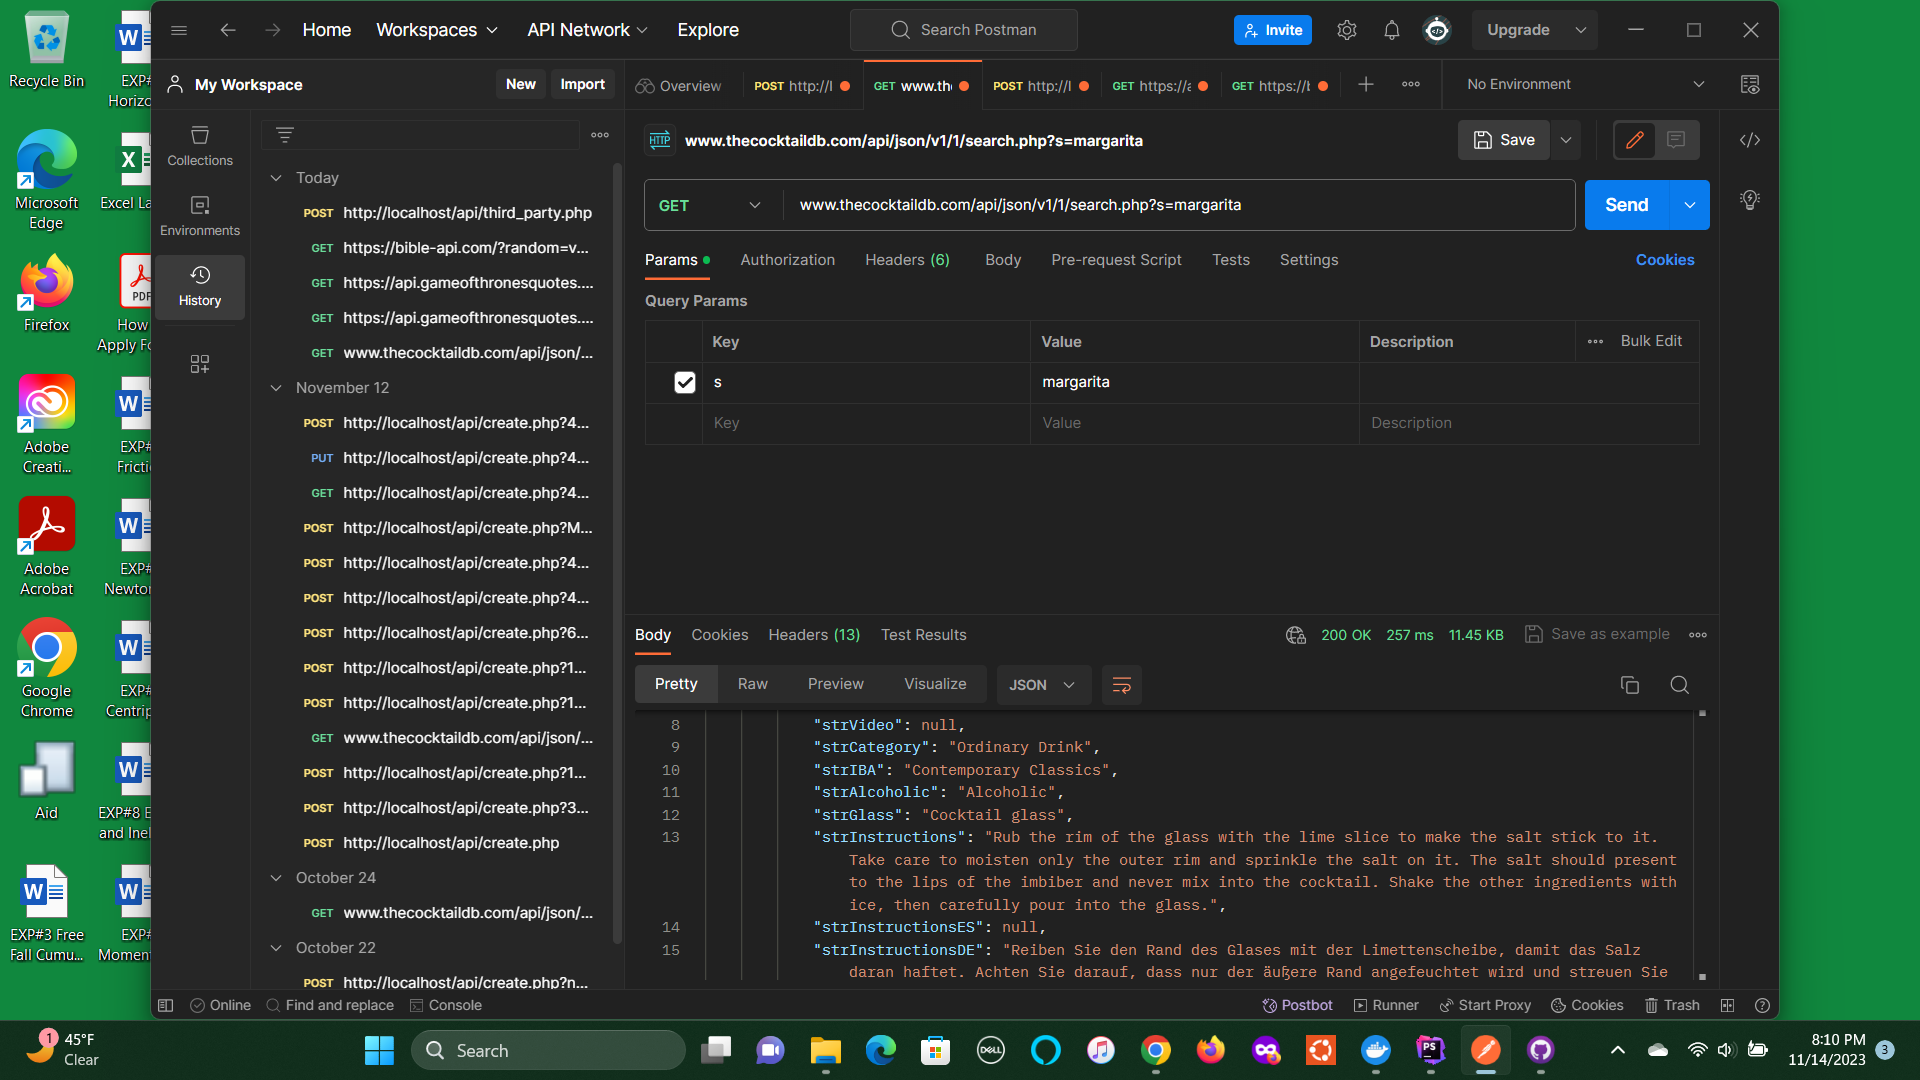 Recycle Bin
EXP#
Horizo
Microsoft
Edge
Excel La
Firefox
How
Apply Fo
Adobe
Creati...
EXP#
Frictio
Adobe
Acrobat
EXP#
Newton
Google
Chrome
EXP#
Centrip
Aid
EXP#8 E
and Inel
EXP#3 Free
Fall Cumu...
EXP#
Moment
Home
Workspaces
API Network
Explore
Search Postman
Invite
Upgrade
My Workspace
New
Import
Overview
POST http://l
GET www.th
POST http://l
GET https://a
GET https://b
No Environment
Collections
Environments
History
Today
POST http://localhost/api/third_party.php
GET https://bible-api.com/?random=v...
GET https://api.gameofthronesquotes....
GET https://api.gameofthronesquotes....
GET www.thecocktaildb.com/api/json/...
November 12
POST http://localhost/api/create.php?4...
PUT http://localhost/api/create.php?4...
GET http://localhost/api/create.php?4...
POST http://localhost/api/create.php?M...
POST http://localhost/api/create.php?4...
POST http://localhost/api/create.php?4...
POST http://localhost/api/create.php?6...
POST http://localhost/api/create.php?1...
POST http://localhost/api/create.php?1...
GET www.thecocktaildb.com/api/json/...
POST http://localhost/api/create.php?1...
POST http://localhost/api/create.php?3...
POST http://localhost/api/create.php
October 24
GET www.thecocktaildb.com/api/json/...
October 22
POST http://localhost/api/create.php?n...
HTTP www.thecocktaildb.com/api/json/v1/1/search.php?s=margarita
Save
GET www.thecocktaildb.com/api/json/v1/1/search.php?s=margarita
Send
Params Authorization Headers (6) Body Pre-request Script Tests Settings Cookies
Query Params
Key Value Description Bulk Edit
s margarita
Key Value Description
Body Cookies Headers (13) Test Results 200 OK 257 ms 11.45 KB Save as example
Pretty Raw Preview Visualize JSON
8 "strVideo": null,
9 "strCategory": "Ordinary Drink",
10 "strIBA": "Contemporary Classics",
11 "strAlcoholic": "Alcoholic",
12 "strGlass": "Cocktail glass",
13 "strInstructions": "Rub the rim of the glass with the lime slice to make the salt stick to it.
Take care to moisten only the outer rim and sprinkle the salt on it. The salt should present
to the lips of the imbiber and never mix into the cocktail. Shake the other ingredients with
ice, then carefully pour into the glass.",
14 "strInstructionsES": null,
15 "strInstructionsDE": "Reiben Sie den Rand des Glases mit der Limettenscheibe, damit das Salz
daran haftet. Achten Sie darauf, dass nur der äußere Rand angefeuchtet wird und streuen Sie
Online Find and replace Console Postbot Runner Start Proxy Cookies Trash
1
45°F
Clear
Search
DELL
PS
8:10 PM
11/14/2023
3